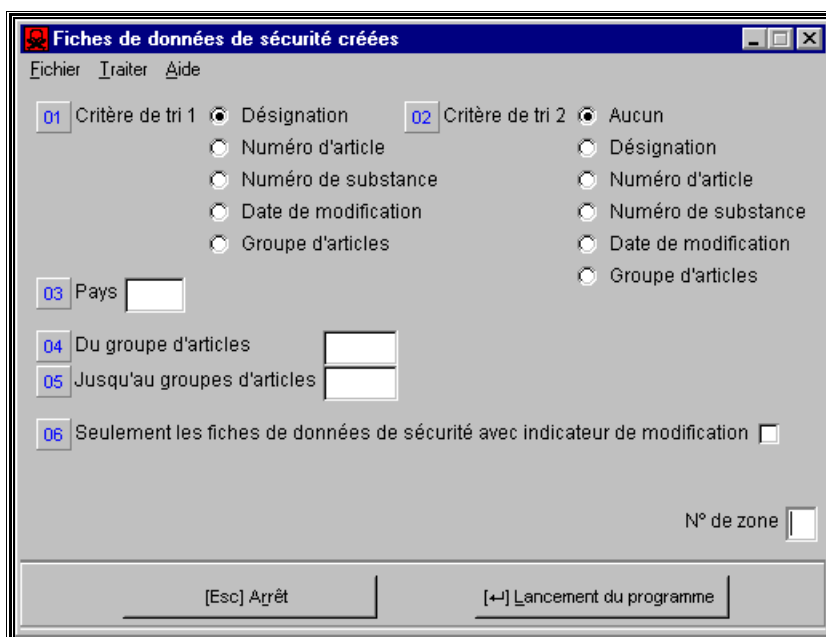 Fiches de données de sécurité créées
Fichier Traiter Aide
01 Critère de tri 1 Désignation 02 Critère de tri 2 Aucun
Numéro d'article Désignation
Numéro de substance Numéro d'article
Date de modification Numéro de substance
Groupe d'articles Date de modification
Groupe d'articles
03 Pays
04 Du groupe d'articles
05 Jusqu'au groupes d'articles
06 Seulement les fiches de données de sécurité avec indicateur de modification
N° de zone
[Esc] Arrêt [↵] Lancement du programme